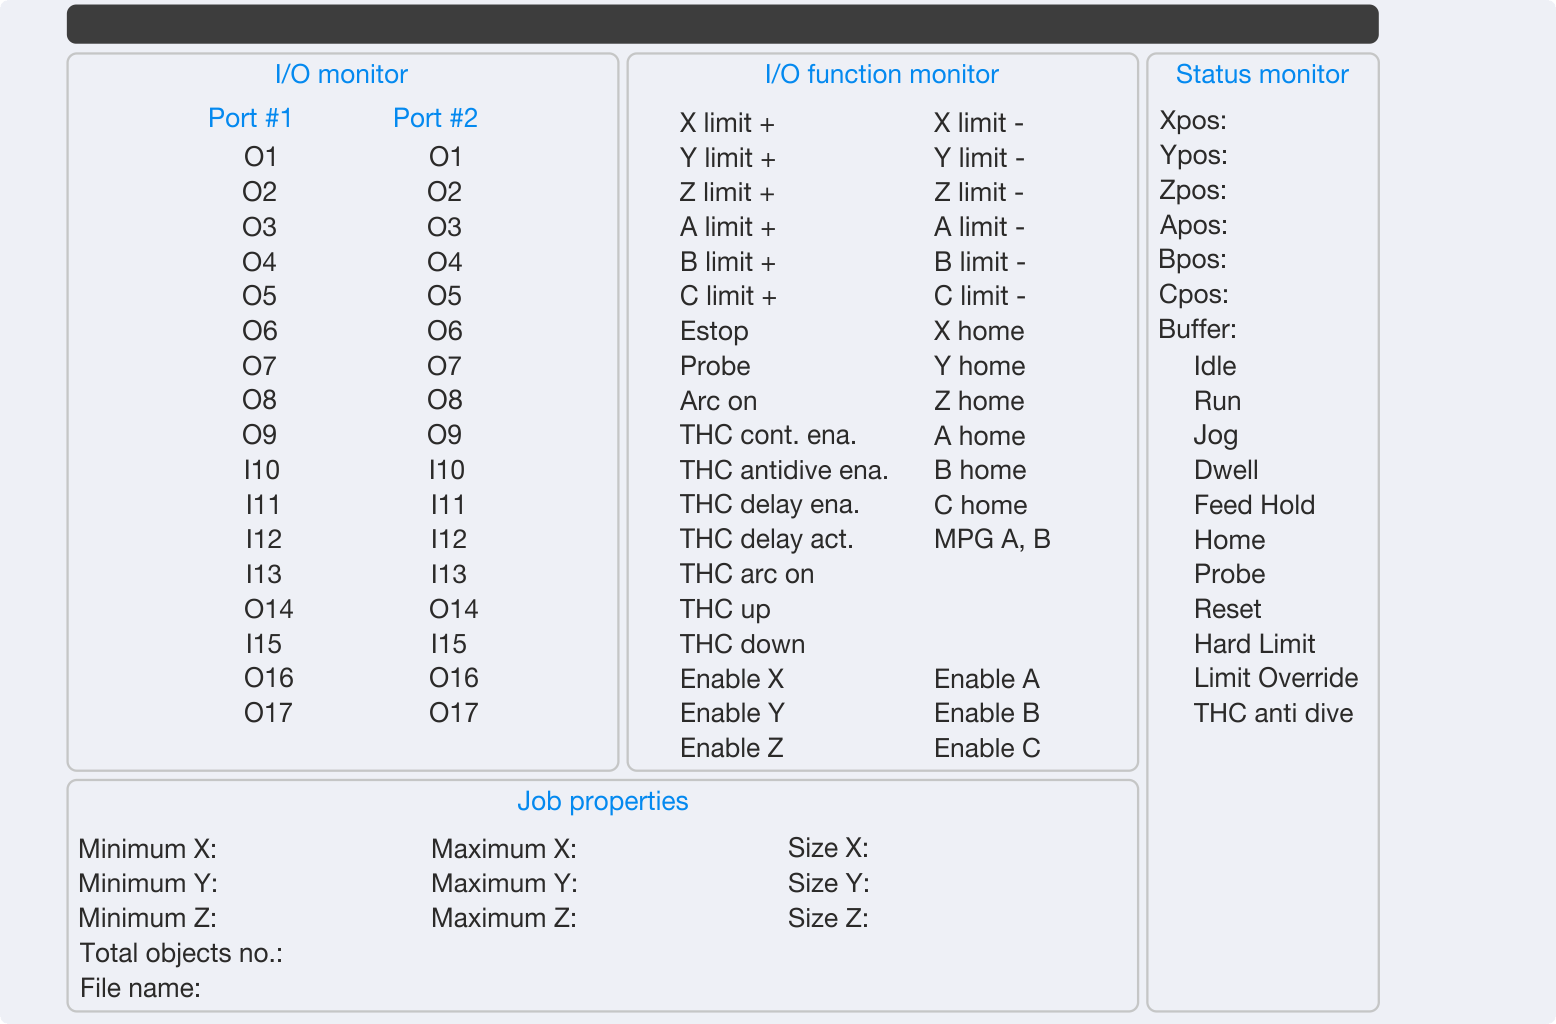 I/O monitor
Port #1 Port #2
O1 O1
O2 O2
O3 O3
O4 O4
O5 O5
O6 O6
O7 O7
O8 O8
O9 O9
I10 I10
I11 I11
I12 I12
I13 I13
O14 O14
I15 I15
O16 O16
O17 O17
I/O function monitor
X limit + X limit -
Y limit + Y limit -
Z limit + Z limit -
A limit + A limit -
B limit + B limit -
C limit + C limit -
Estop X home
Probe Y home
Arc on Z home
THC cont. ena. A home
THC antidive ena. B home
THC delay ena. C home
THC delay act. MPG A, B
THC arc on
THC up
THC down
Enable X Enable A
Enable Y Enable B
Enable Z Enable C
Status monitor
Xpos:
Ypos:
Zpos:
Apos:
Bpos:
Cpos:
Buffer:
Idle
Run
Jog
Dwell
Feed Hold
Home
Probe
Reset
Hard Limit
Limit Override
THC anti dive
Job properties
Minimum X: Maximum X: Size X:
Minimum Y: Maximum Y: Size Y:
Minimum Z: Maximum Z: Size Z:
Total objects no.:
File name: